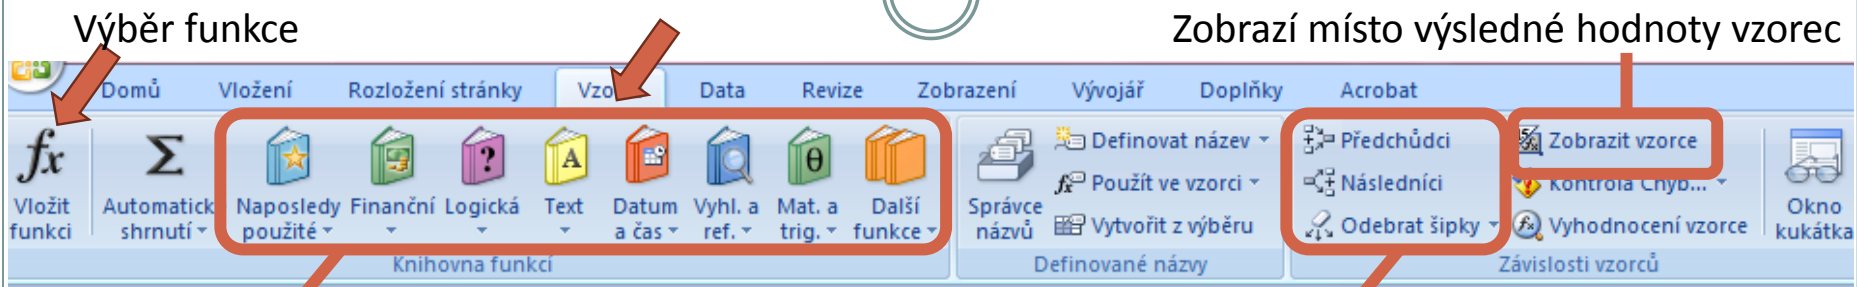 Výběr funkce
Zobrazí místo výsledné hodnoty vzorec
Domů Vložení Rozložení stránky Data Revize Zobrazení Vývojář Doplňky Acrobat
fx
Vložit funkci
Σ
Automatick
shrnutí
Naposledy
použité
Finanční
?
Logická
A
Text
Datum
a čas
Vyhl. a
ref.
θ
Mat. a
trig.
Další
funkce
Knihovna funkcí
Správce
názvů
Definovat název
Použít ve vzorci
Vytvořit z výběru
Definované názvy
Předchůdci
Následníci
Odebrat šipky
Zobrazit vzorce
Kontrola Chyb...
Vyhodnocení vzorce
Závislosti vzorců
Okno
kukátka